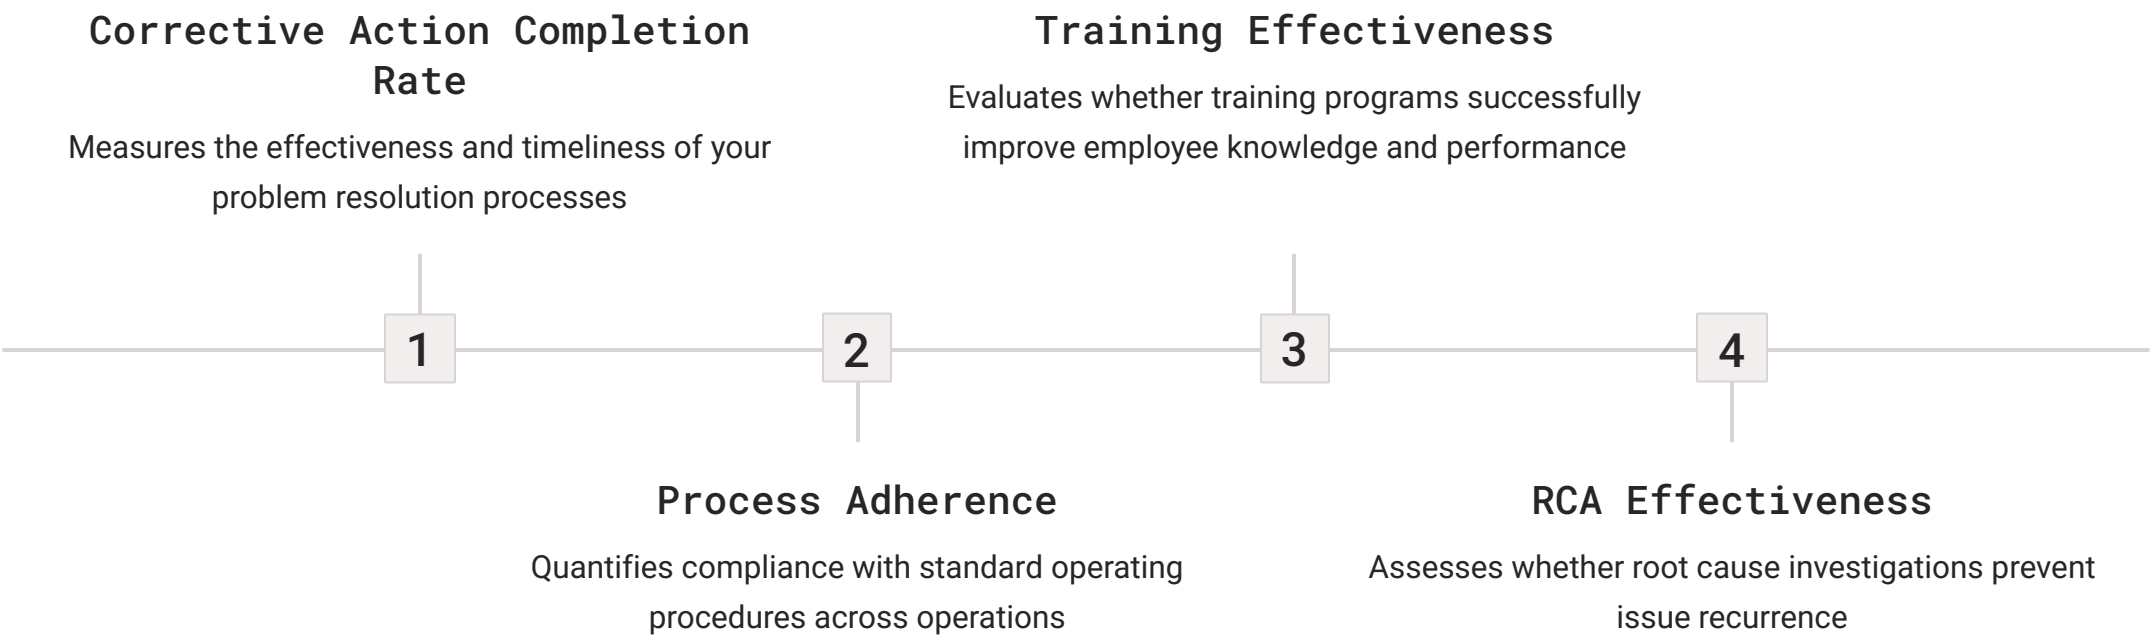 Corrective Action Completion
Rate
Measures the effectiveness and timeliness of your
problem resolution processes
Training Effectiveness
Evaluates whether training programs successfully
improve employee knowledge and performance
1
2
3
4
Process Adherence
Quantifies compliance with standard operating
procedures across operations
RCA Effectiveness
Assesses whether root cause investigations prevent
issue recurrence